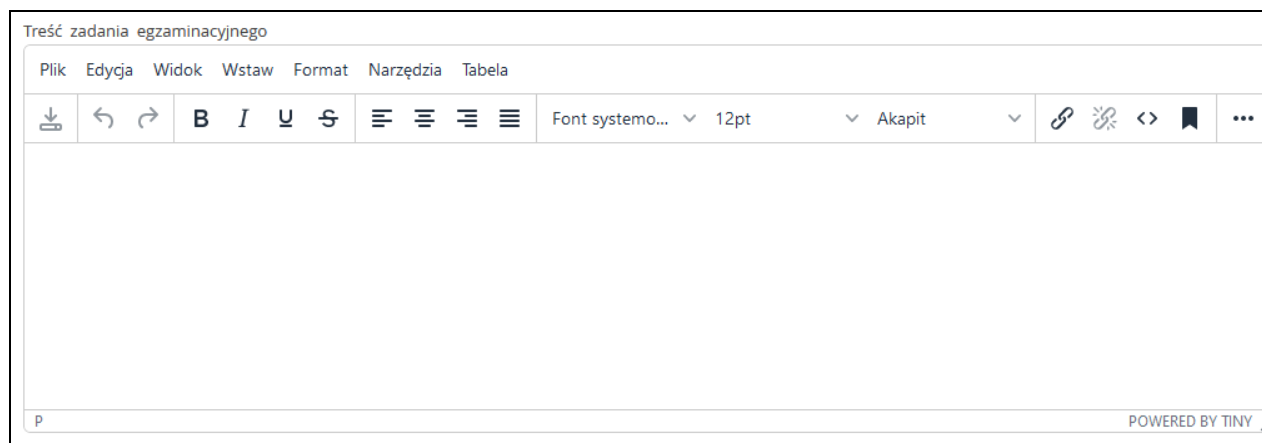 Treść zadania egzaminacyjnego
Plik Edycja Widok Wstaw Format Narzędzia Tabela
B I U S Font systemo... 12pt Akapit
P POWERED BY TINY